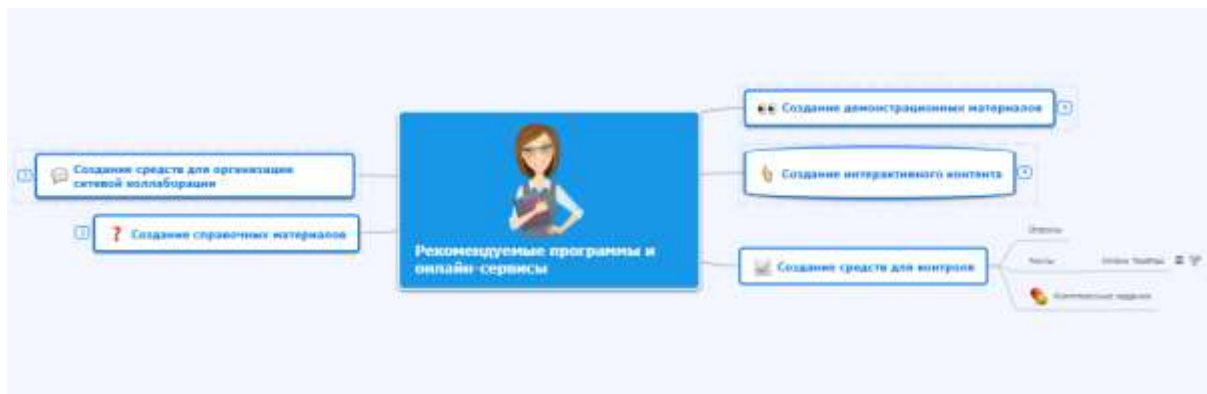 Создание демонстрационных материалов
Создание средств для организации
сетевой коллаборации
Создание интерактивного контента
Создание справочных материалов
Рекомендуемые программы и
онлайн-сервисы
Создание средств для контроля
Опросы
Тесты
Комплексные задания